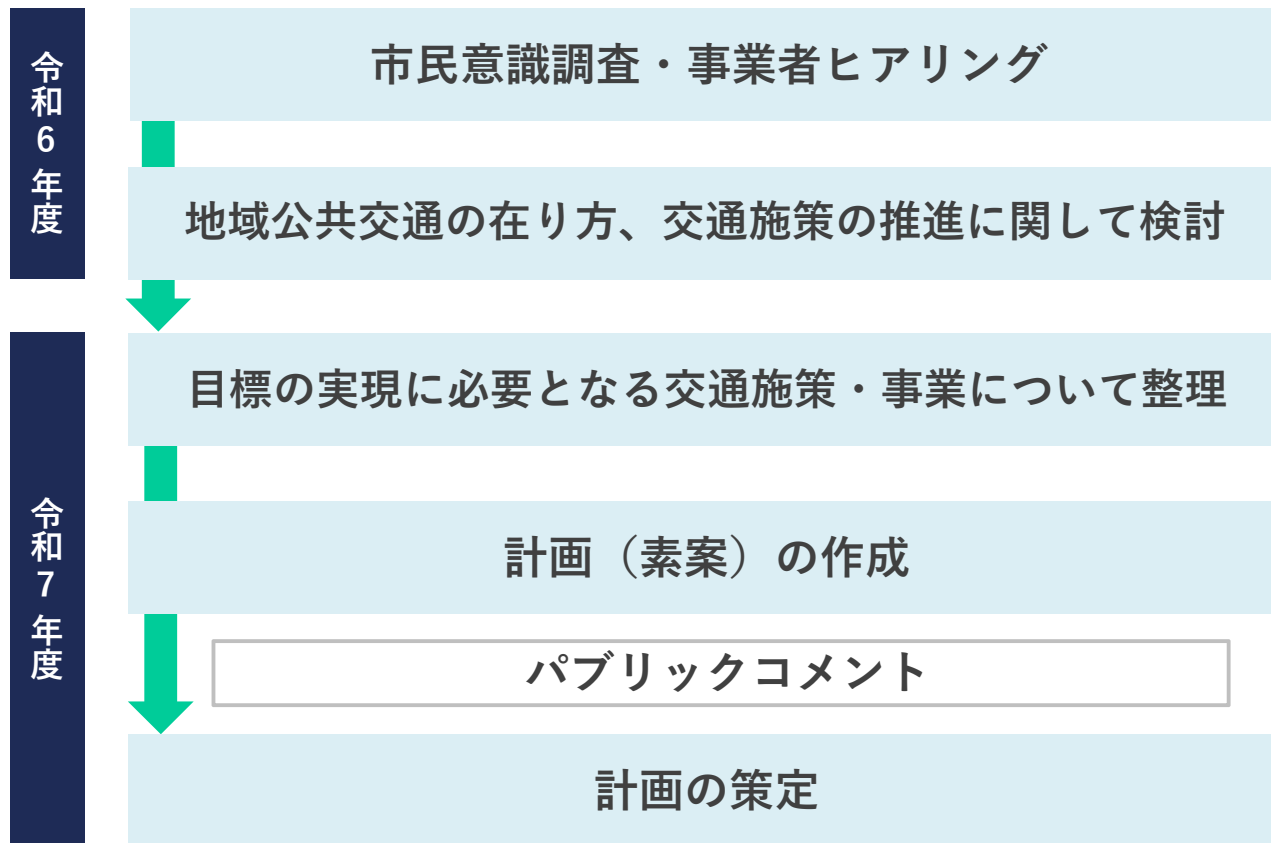 令和6年度
市民意識調査・事業者ヒアリング
地域公共交通の在り方、交通施策の推進に関して検討
令和7年度
目標の実現に必要となる交通施策・事業について整理
計画（素案）の作成
パブリックコメント
計画の策定